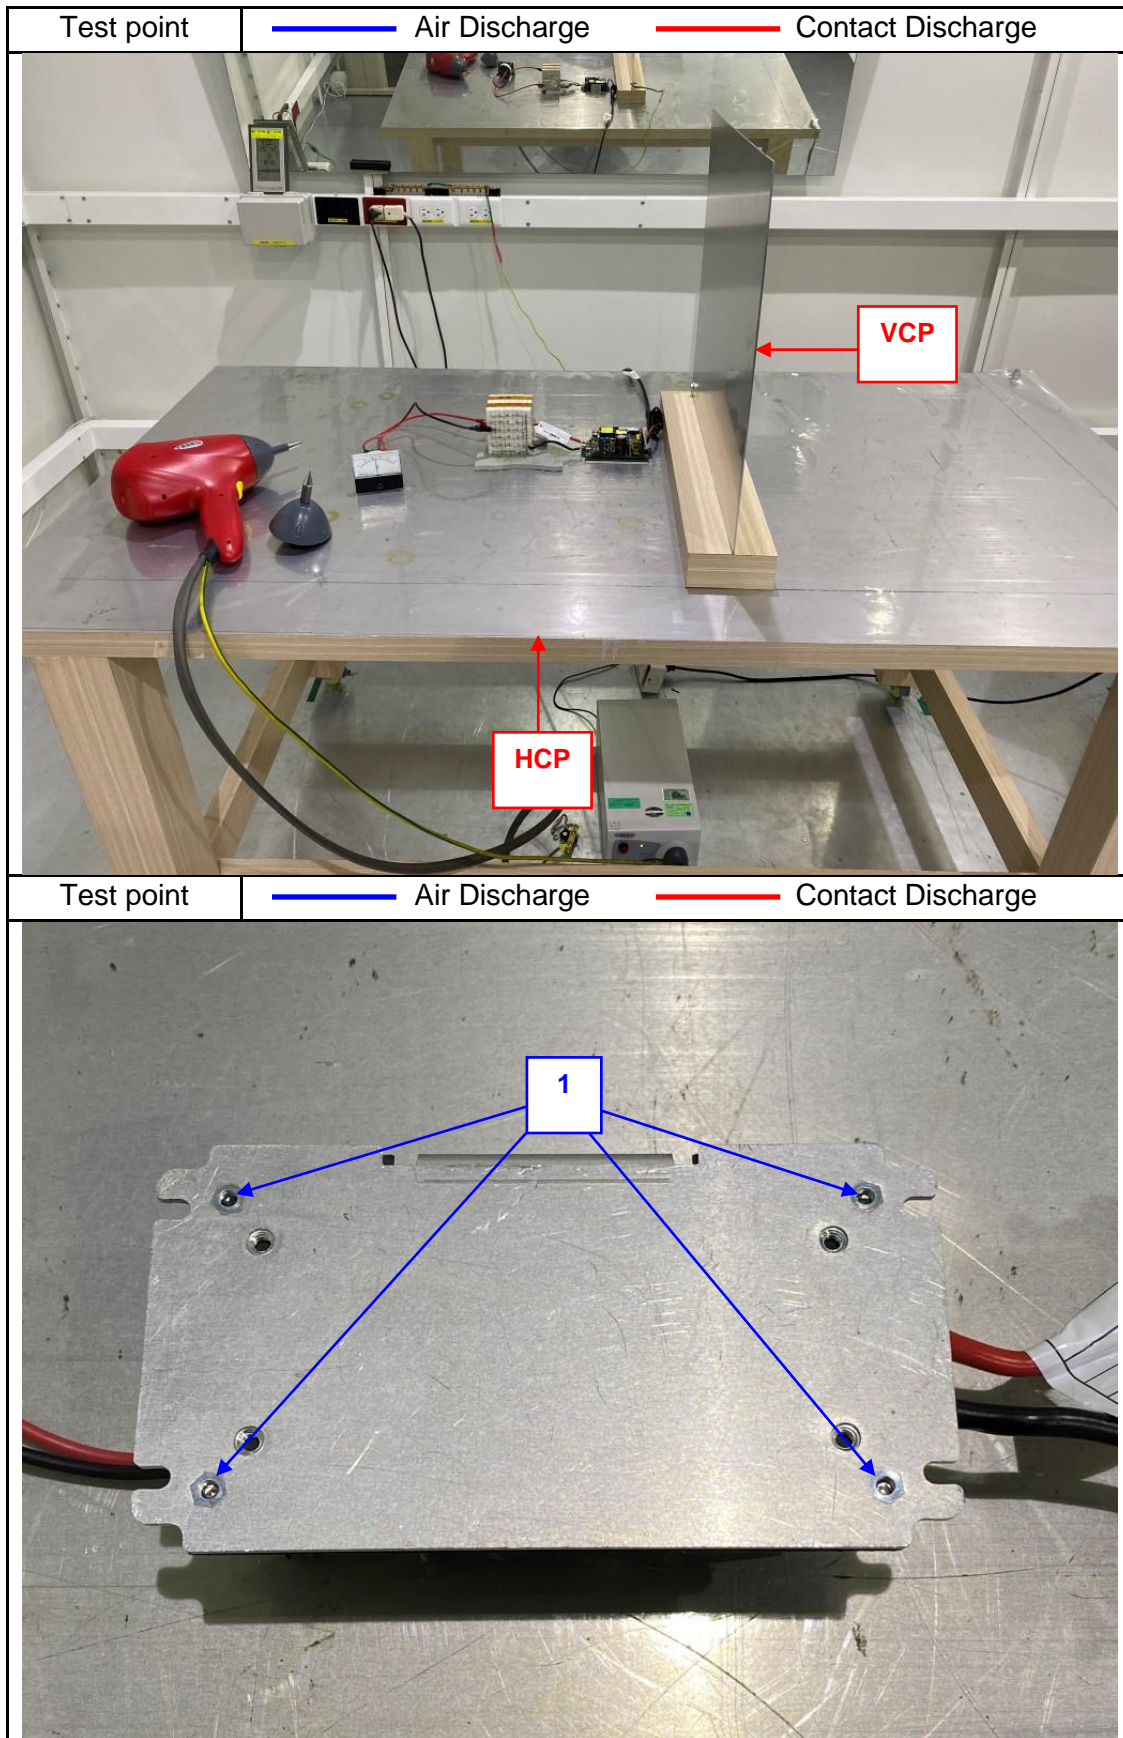 Test point Air Discharge Contact Discharge
VCP
HCP
Test point Air Discharge Contact Discharge
1